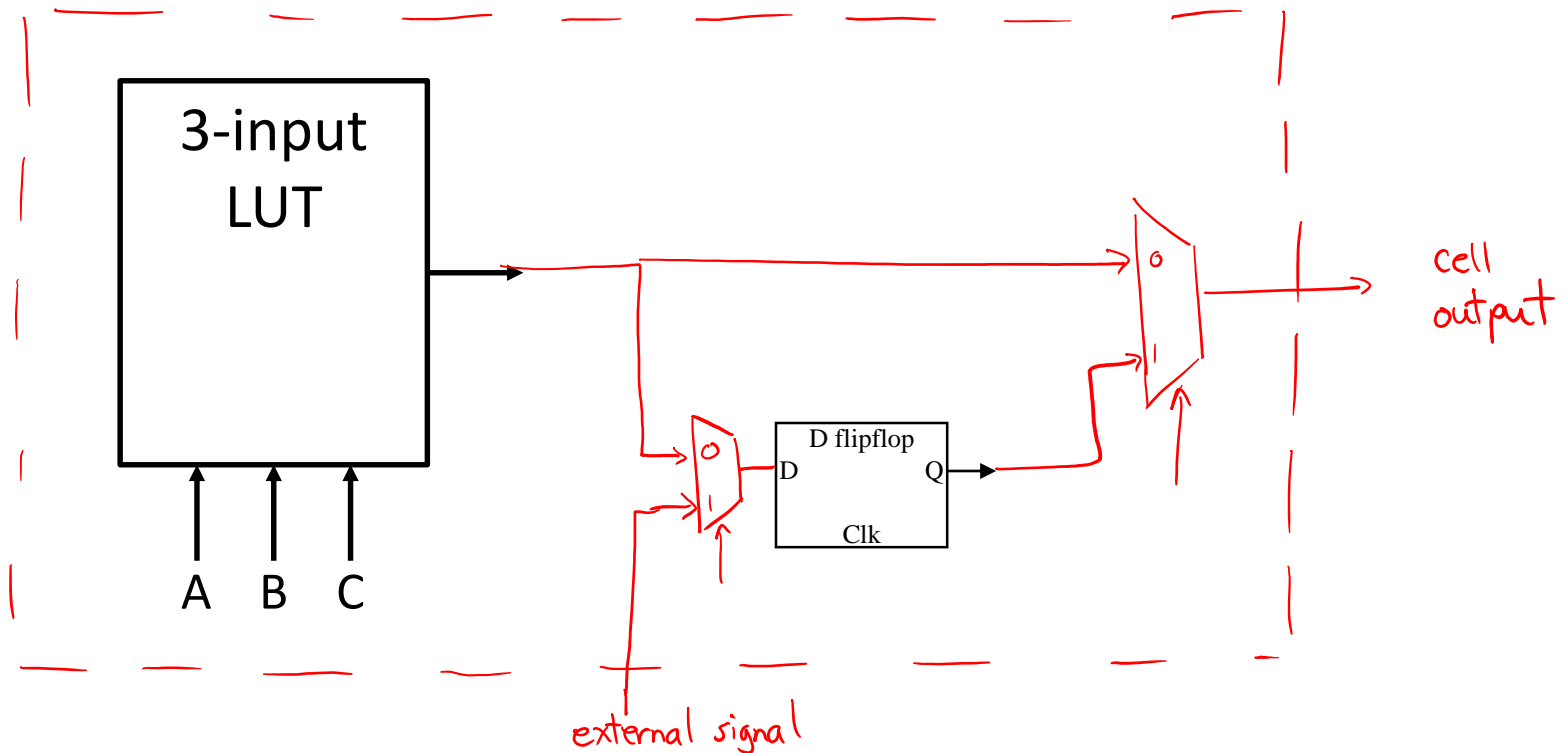 3-input
LUT
A B C
0
1
D flipflop
D Q
Clk
0
1
cell
output
external signal